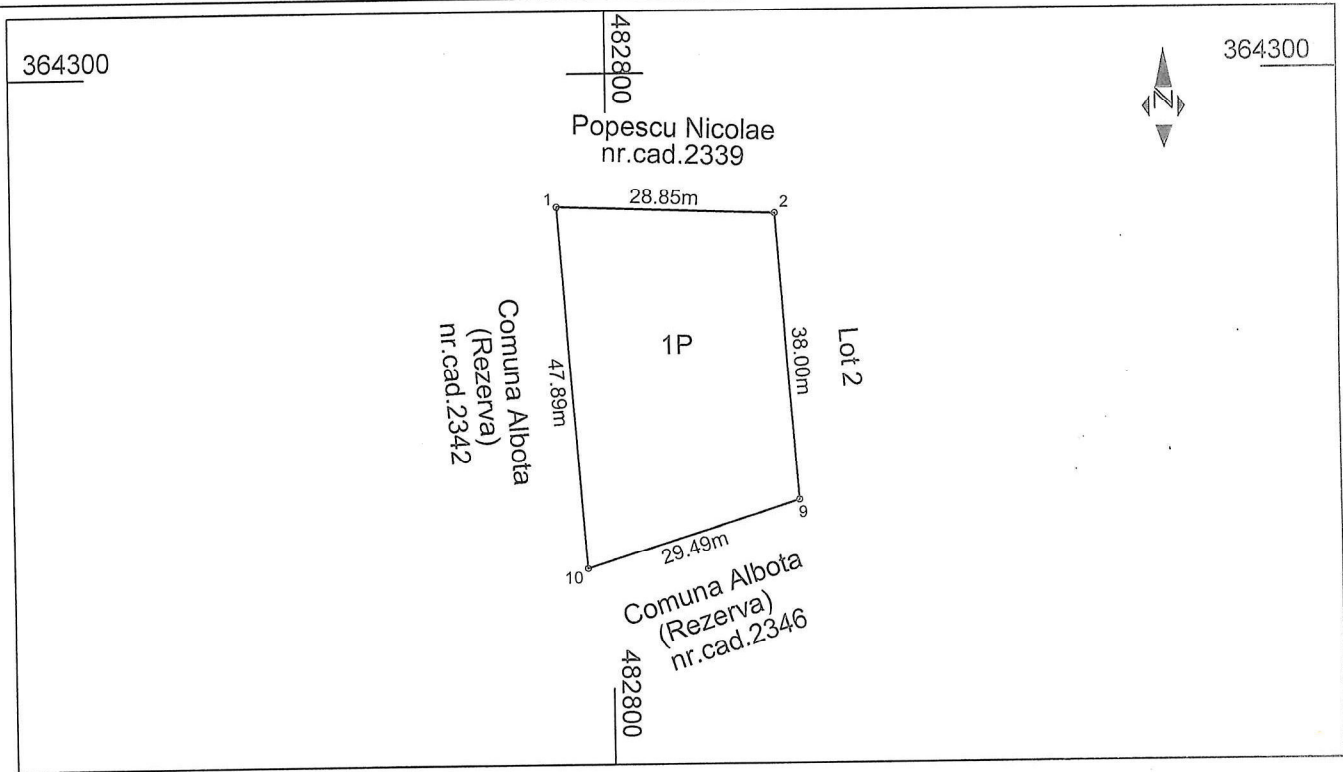 364300
482800
364300
Popescu Nicolae
nr.cad.2339
1
28.85m
2
Comuna Albota
(Rezerva)
nr.cad.2342
47.89m
1P
38.00m
Lot 2
9
10
29.49m
Comuna Albota
(Rezerva)
nr.cad.2346
482800
N